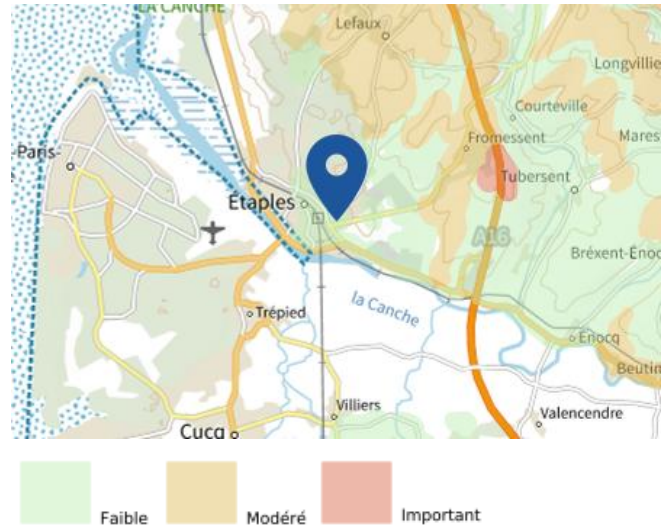 LA CANCHE
Lefaux
Longvillie
Courteville
Fromessent
Mares
Paris-
Tubersent
Étaples
A16
Bréxent-Énoc
la Canche
Trépied
Enocq
Beutin
Villiers
Valencendre
Cucq
Faible
Modéré
Important